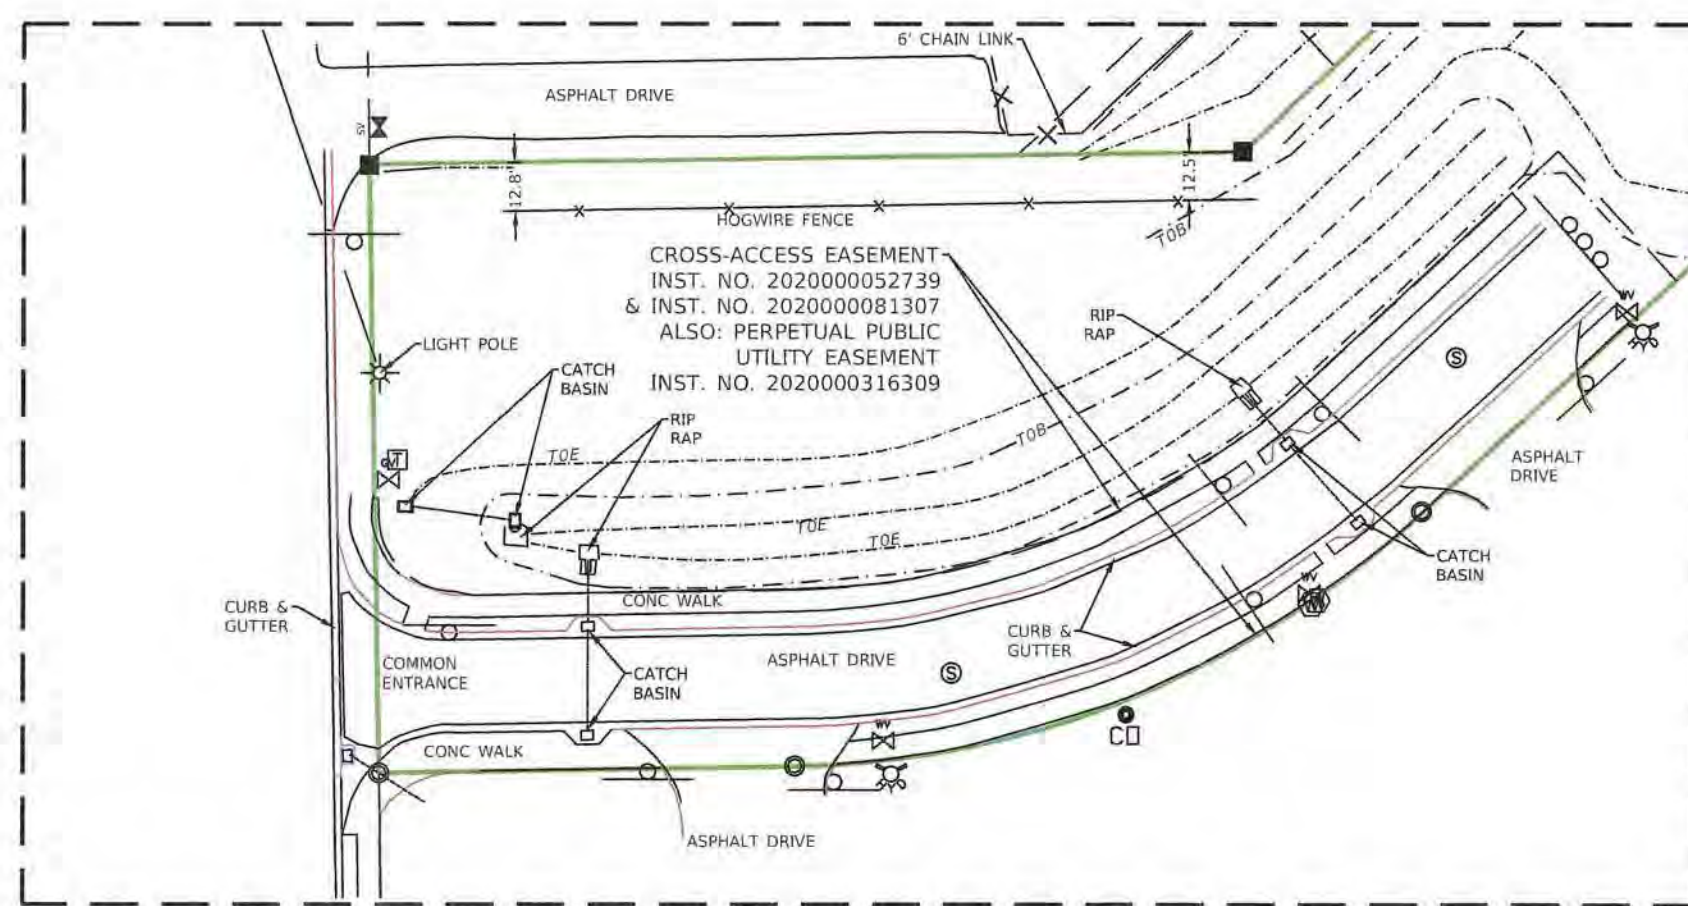 6' CHAIN LINK
ASPHALT DRIVE
SV
12.8'
12.5'
HOGWIRE FENCE
TOB
CROSS-ACCESS EASEMENT
INST. NO. 2020000052739
& INST. NO. 2020000081307
ALSO: PERPETUAL PUBLIC
UTILITY EASEMENT
INST. NO. 2020000316309
RIP
RAP
WV
LIGHT POLE
S
CATCH
BASIN
RIP
RAP
TOB
TOE
T
ASPHALT
DRIVE
TOE
TOE
CATCH
BASIN
WV
W
CONC WALK
CURB &
GUTTER
CURB &
GUTTER
COMMON
ENTRANCE
ASPHALT DRIVE
S
CATCH
BASIN
WV
CO
CONC WALK
ASPHALT DRIVE